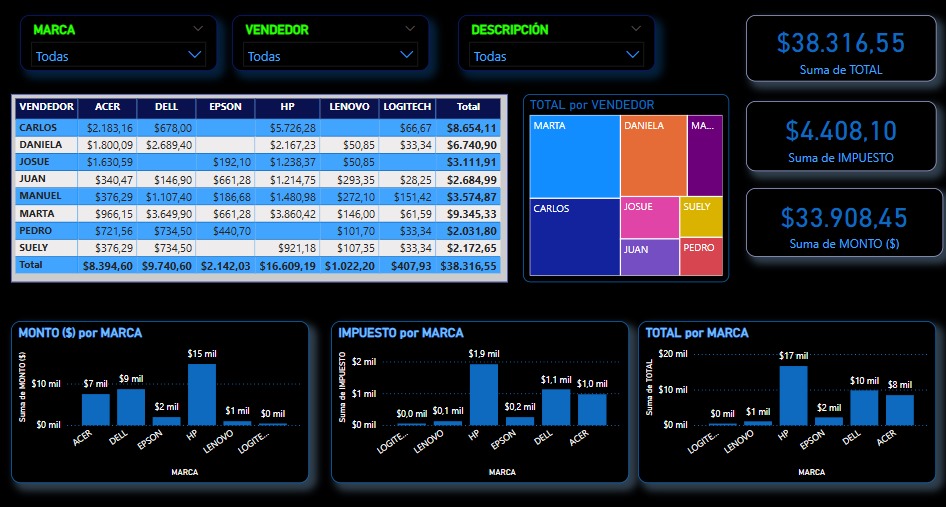 MARCA
Todas
VENDEDOR
Todas
DESCRIPCIÓN
Todas
$38.316,55
Suma de TOTAL
$4.408,10
Suma de IMPUESTO
$33.908,45
Suma de MONTO ($)
VENDEDOR ACER DELL EPSON HP LENOVO LOGITECH Total
CARLOS $2.183,16 $678,00 $5.726,28 $66,67 $8.654,11
DANIELA $1.800,09 $2.689,40 $2.167,23 $50,85 $33,34 $6.740,90
JOSUE $1.630,59 $192,10 $1.238,37 $50,85 $3.111,91
JUAN $340,47 $146,90 $661,28 $1.214,75 $293,35 $28,25 $2.684,99
MANUEL $376,29 $1.107,40 $186,68 $1.480,98 $272,10 $151,42 $3.574,87
MARTA $966,15 $3.649,90 $661,28 $3.860,42 $146,00 $61,59 $9.345,33
PEDRO $721,56 $734,50 $440,70 $101,70 $33,34 $2.031,80
SUELY $376,29 $734,50 $921,18 $107,35 $33,34 $2.172,65
Total $8.394,60 $9.740,60 $2.142,03 $16.609,19 $1.022,20 $407,93 $38.316,55
TOTAL por VENDEDOR
MARTA
DANIELA
MA...
CARLOS
JOSUE
SUELY
JUAN
PEDRO
MONTO ($) por MARCA
Suma de MONTO ($)
$10 mil
$0 mil
$7 mil
$9 mil
$2 mil
$15 mil
$1 mil
$0 mil
ACER
DELL
EPSON
HP
LENOVO
LOGITE...
MARCA
IMPUESTO por MARCA
Suma de IMPUESTO
$2 mil
$1 mil
$0 mil
$0,0 mil
$0,1 mil
$1,9 mil
$0,2 mil
$1,1 mil
$1,0 mil
LOGITE...
LENOVO
HP
EPSON
DELL
ACER
MARCA
TOTAL por MARCA
Suma de TOTAL
$20 mil
$10 mil
$0 mil
$0 mil
$1 mil
$17 mil
$2 mil
$10 mil
$8 mil
LOGITE...
LENOVO
HP
EPSON
DELL
ACER
MARCA